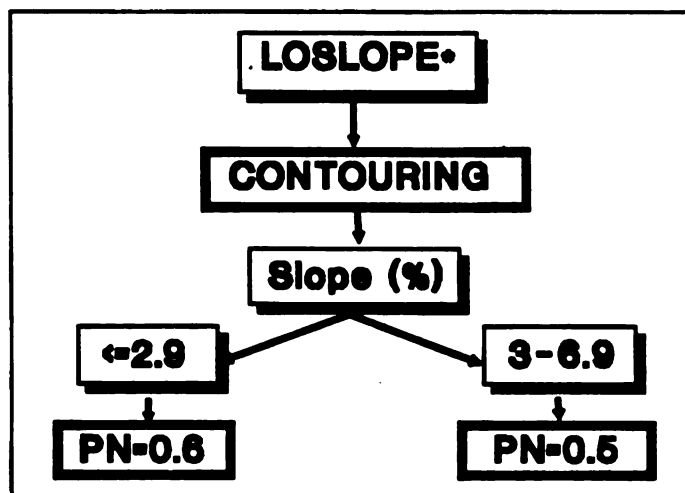 LOSLOPE*
CONTOURING
Slope (%)
<=2.9
3-6.9
PN=0.6
PN=0.5